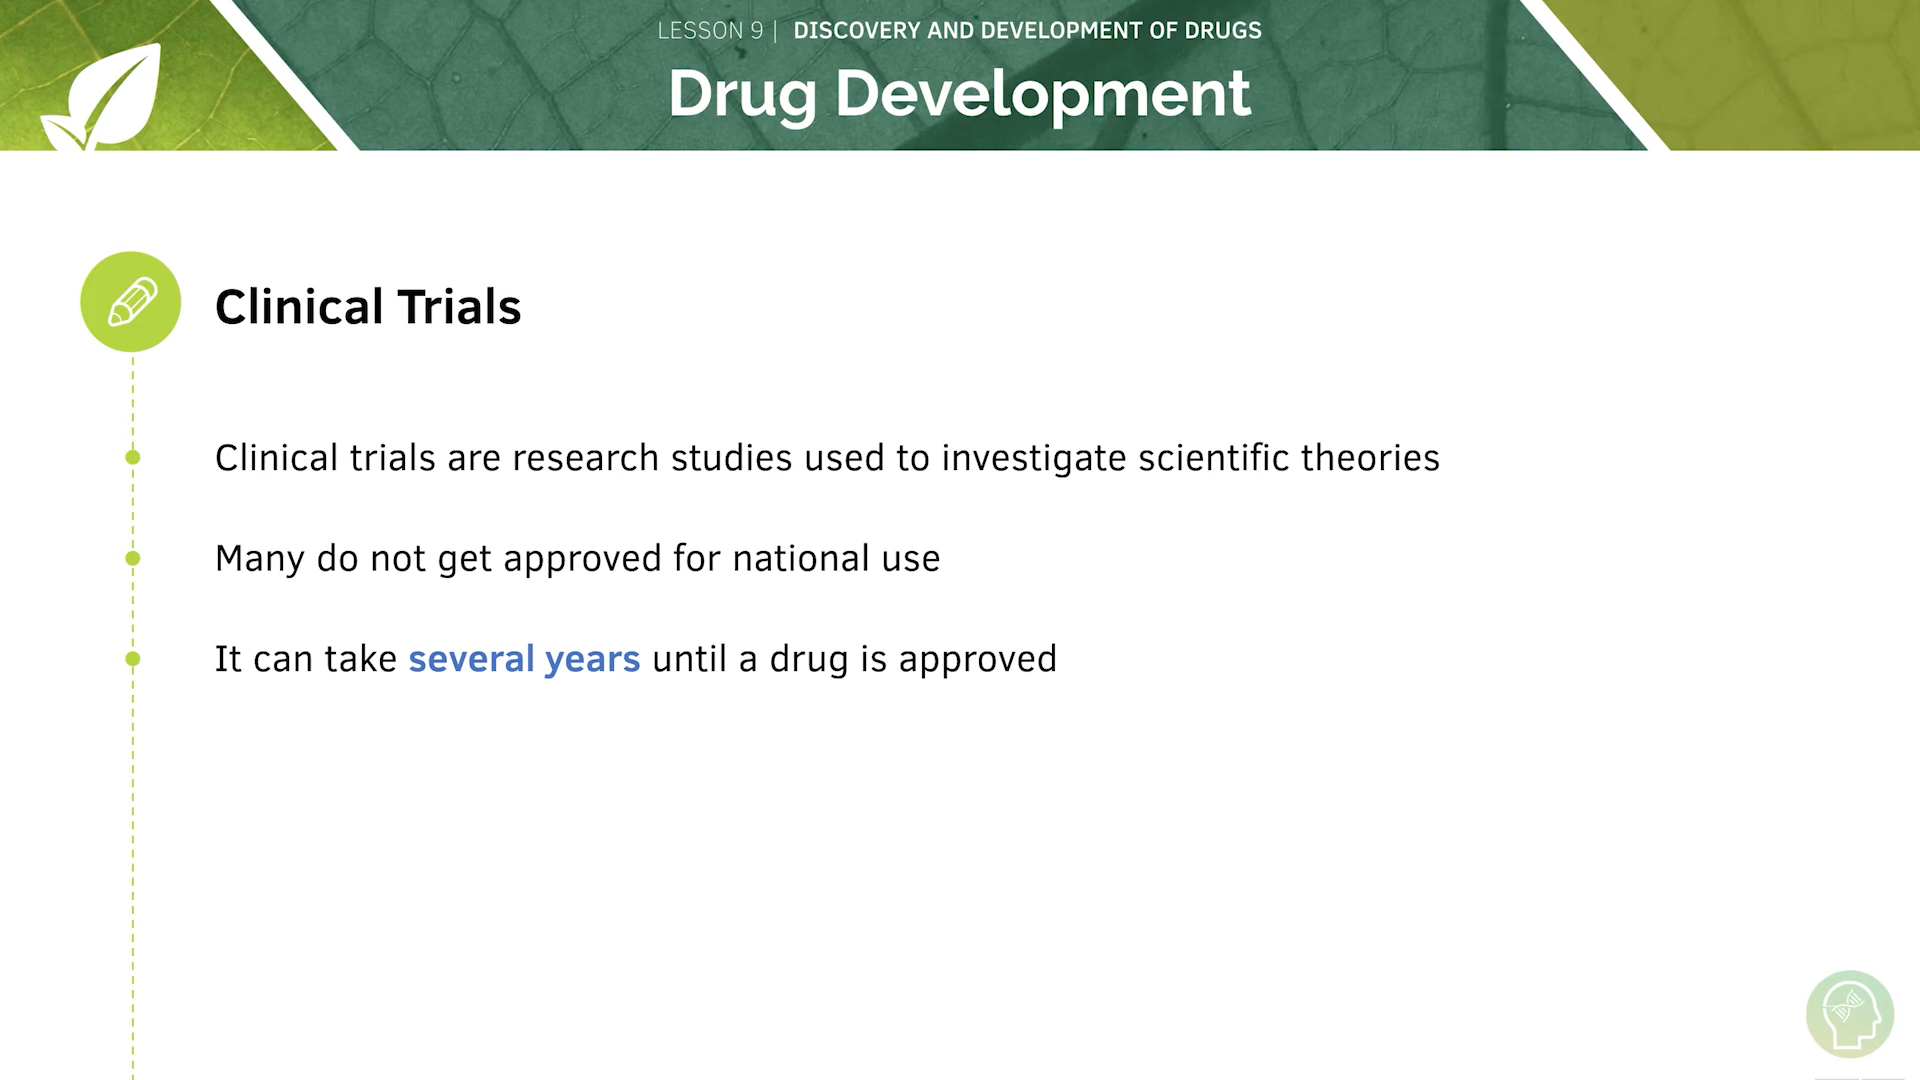 LESSON 9 | DISCOVERY AND DEVELOPMENT OF DRUGS
Drug Development
Clinical Trials
Clinical trials are research studies used to investigate scientific theories
Many do not get approved for national use
It can take several years until a drug is approved